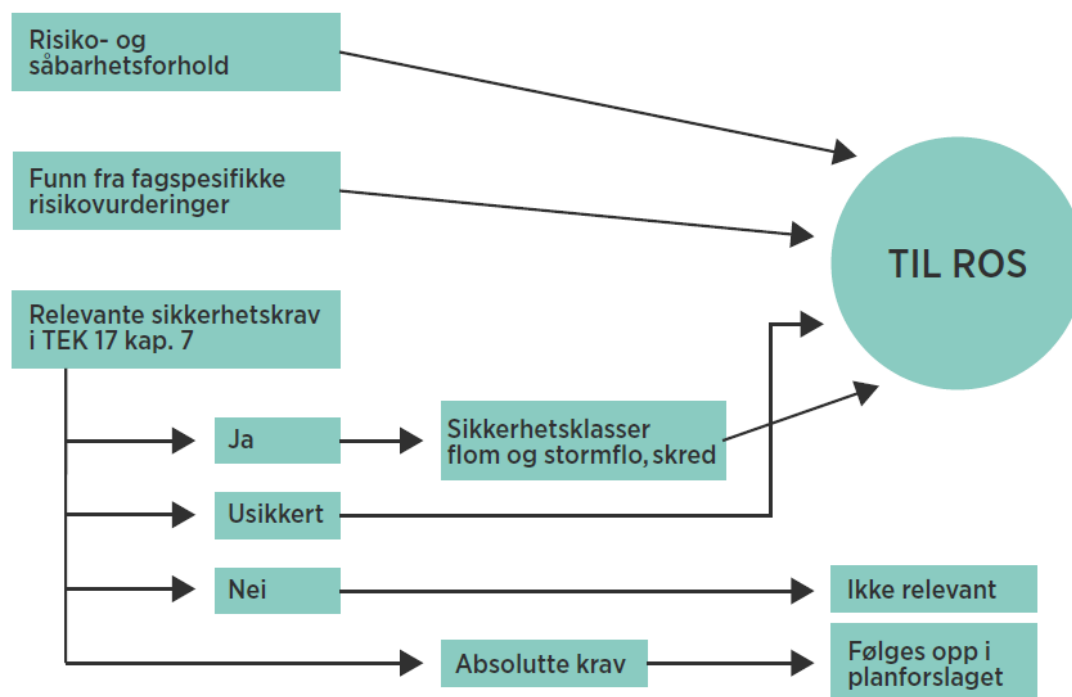 Risiko- og
såbarhetsforhold
Funn fra fagspesifikke
risikovurderinger
TIL ROS
Relevante sikkerhetskrav
i TEK 17 kap. 7
Ja
Sikkerhetsklasser
flom og stormflo, skred
Usikkert
Nei
Ikke relevant
Absolutte krav
Følges opp i
planforslaget